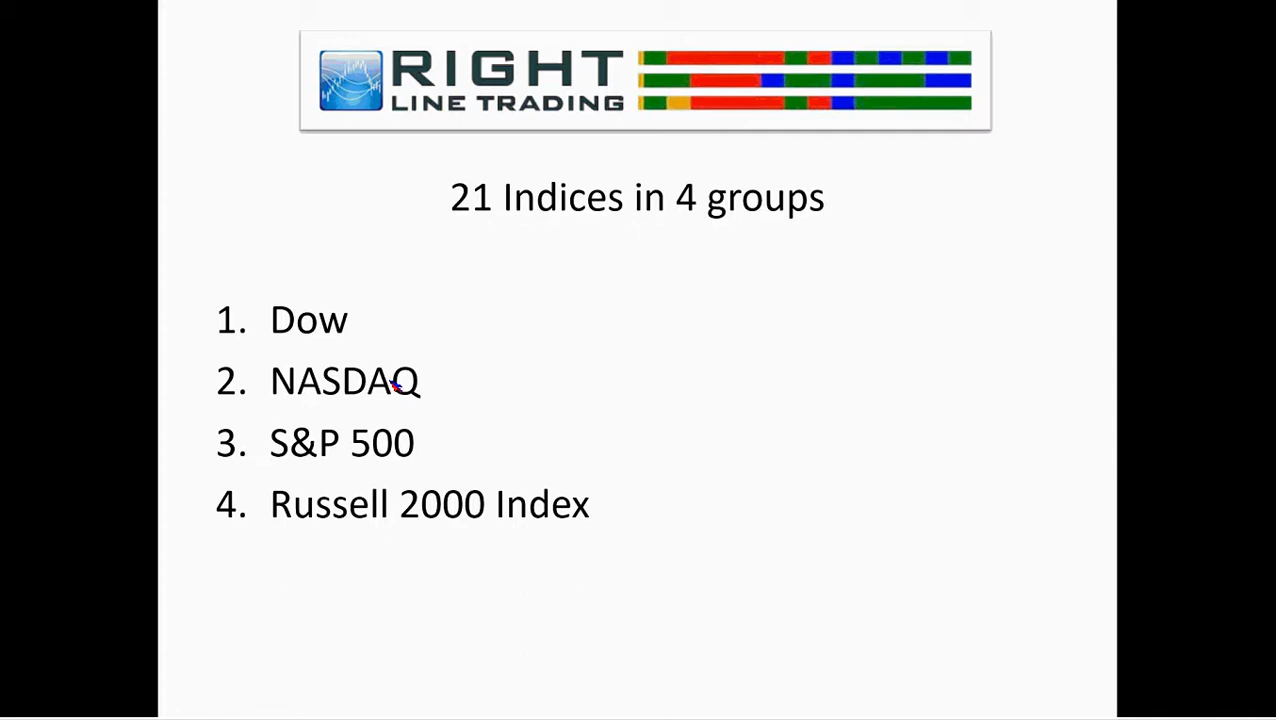 RIGHT
LINE TRADING
21 Indices in 4 groups
1. Dow
2. NASDAQ
3. S&P 500
4. Russell 2000 Index